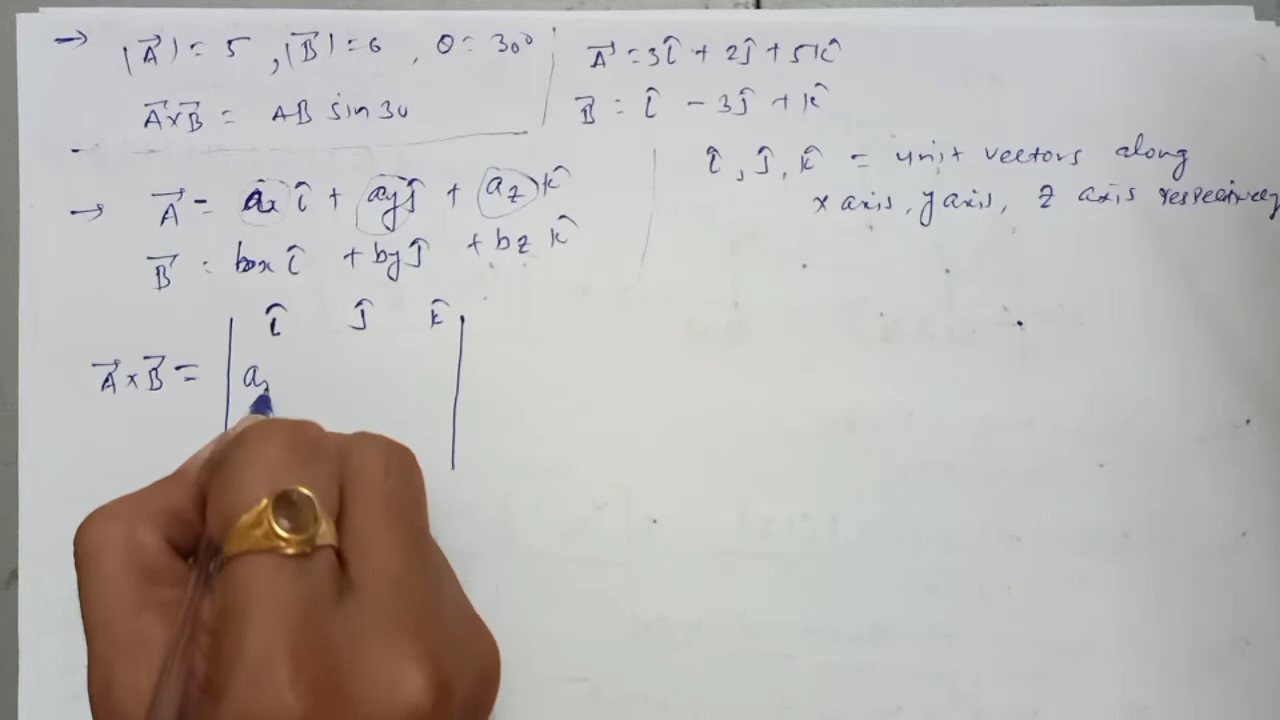 → |A⃗) = 5 , |B⃗) = 6 , θ = 30°
A⃗×B⃗ = AB sin 30
A⃗ = 3î + 2ĵ + 5k̂
B⃗ = î - 3ĵ + k̂
î, ĵ, k̂ = unit vectors along
x axis, y axis, z axis respectively
→ A⃗ = ax î + ay ĵ + az k̂
B⃗ = bx î + by ĵ + bz k̂
î ĵ k̂
A⃗×B⃗ = | a